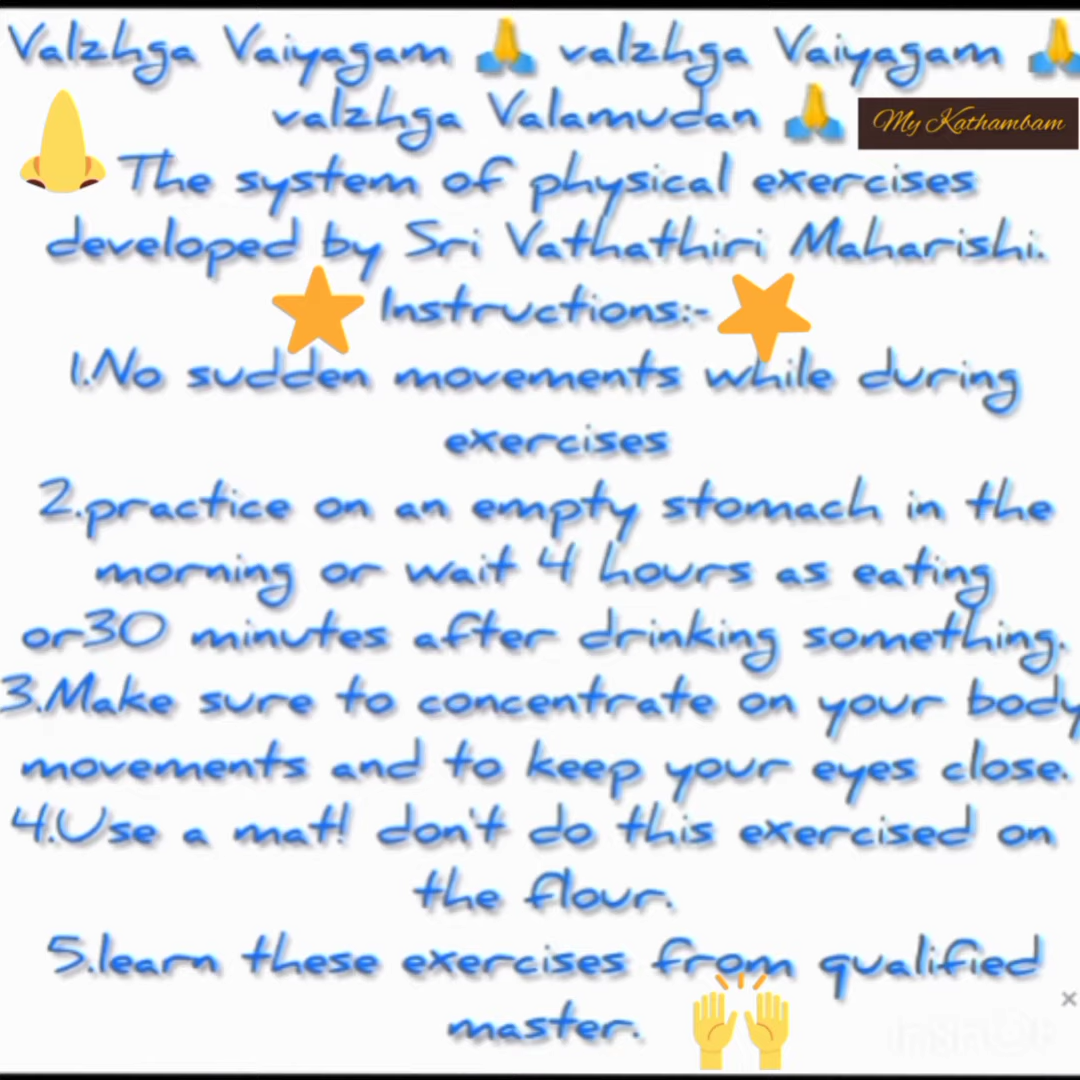 Valzhga Vaiyagam 🙏 valzhga Vaiyagam 🙏
valzhga Valamudan 🙏
My Kathambam
The system of physical exercises
developed by Sri Vathathiri Maharishi.
Instructions:-
1.No sudden movements while during
exercises
2.practice on an empty stomach in the
morning or wait 4 hours as eating
or30 minutes after drinking something.
3.Make sure to concentrate on your body
movements and to keep your eyes close.
4.Use a mat! don't do this exercised on
the flour.
5.learn these exercises from qualified
master.